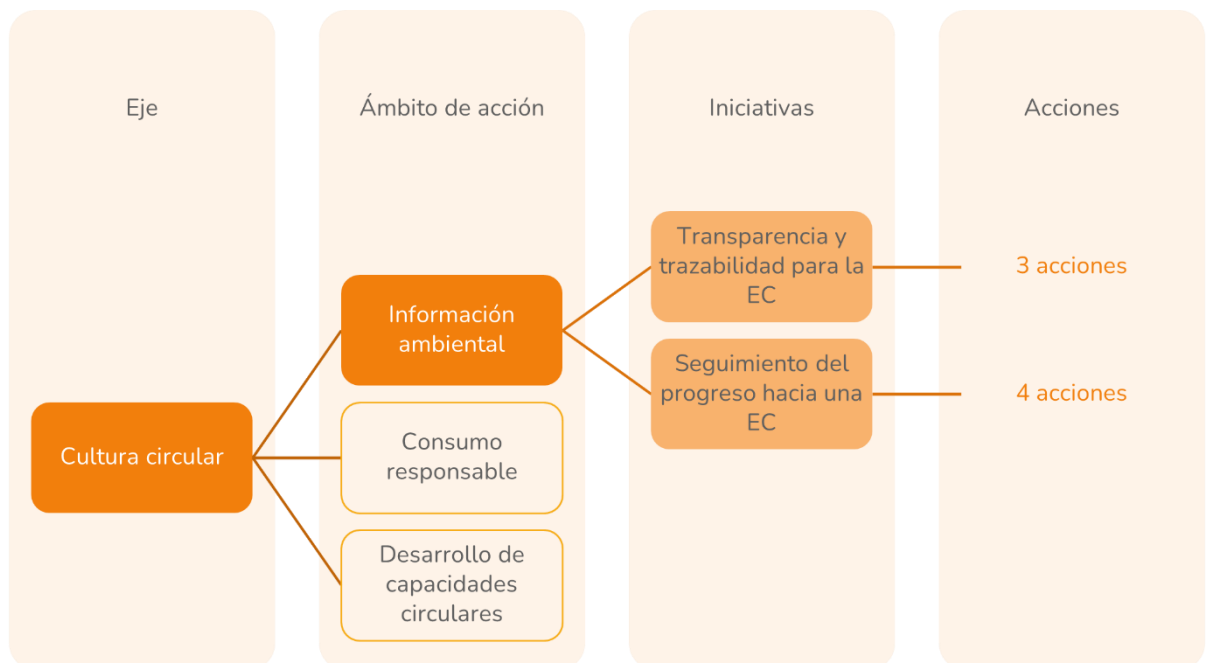 Eje
Ámbito de acción
Iniciativas
Acciones
Cultura circular
Información
ambiental
Consumo
responsable
Desarrollo de
capacidades
circulares
Transparencia y
trazabilidad para la
EC
Seguimiento del
progreso hacia una
EC
3 acciones
4 acciones